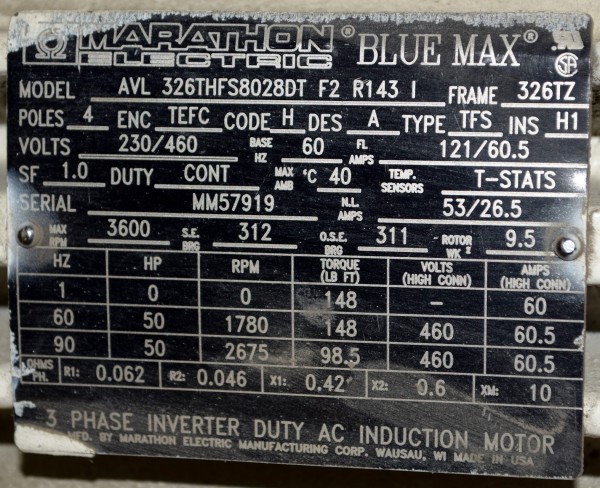 MARATHON ® BLUE MAX ®
ELECTRIC
MODEL AVL 326THFS8028DT F2 R143 I FRAME 326TZ
POLES 4 ENC TEFC CODE H DES A TYPE TFS INS H1
VOLTS 230/460 BASE HZ 60 FL AMPS 121/60.5
SF 1.0 DUTY CONT MAX AMB °C 40 TEMP. SENSORS T-STATS
SERIAL MM57919 N.L. AMPS 53/26.5
MAX RPM 3600 S.E. BRG 312 O.S.E. BRG 311 ROTOR WK² 9.5
HZ HP RPM TORQUE (LB FT) VOLTS (HIGH CONN) AMPS (HIGH CONN)
1 0 0 148 – 60
60 50 1780 148 460 60.5
90 50 2675 98.5 460 60.5
OHMS PH. R1: 0.062 R2: 0.046 X1: 0.42 X2: 0.6 XM: 10
3 PHASE INVERTER DUTY AC INDUCTION MOTOR
MFD. BY MARATHON ELECTRIC MANUFACTURING CORP. WAUSAU, WI MADE IN USA